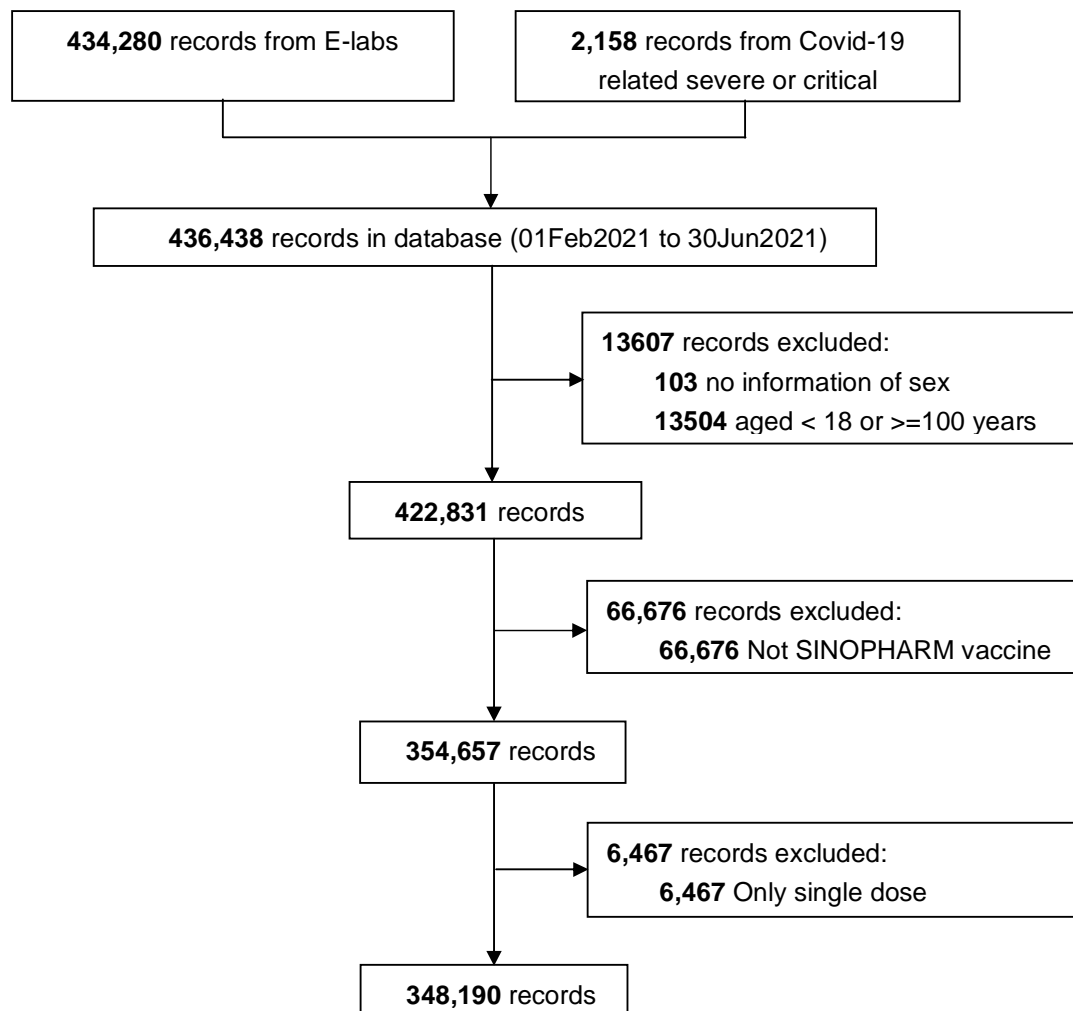 434,280 records from E-labs
2,158 records from Covid-19
related severe or critical
436,438 records in database (01Feb2021 to 30Jun2021)
13607 records excluded:
103 no information of sex
13504 aged < 18 or >=100 years
422,831 records
66,676 records excluded:
66,676 Not SINOPHARM vaccine
354,657 records
6,467 records excluded:
6,467 Only single dose
348,190 records